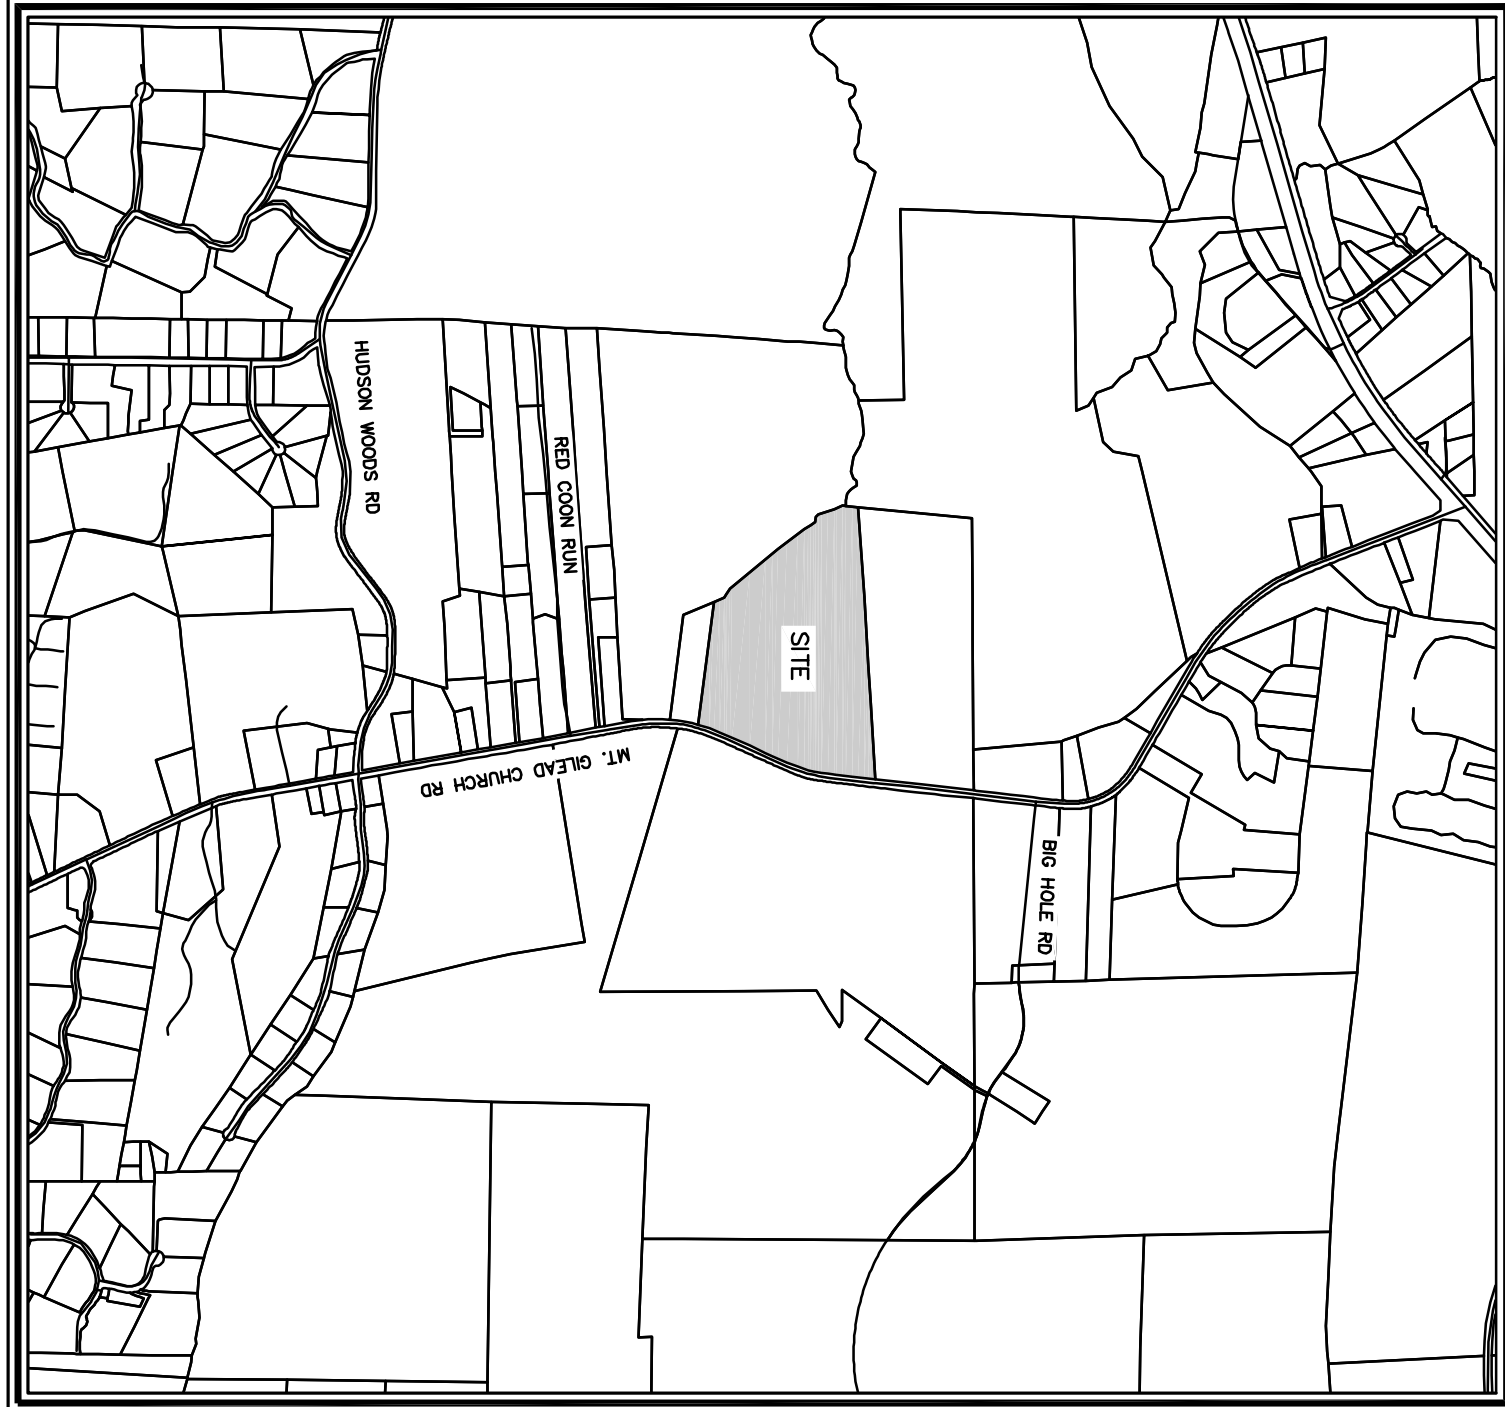 HUDSON WOODS RD
RED COON RUN
SITE
MT. GILEAD CHURCH RD
BIG HOLE RD